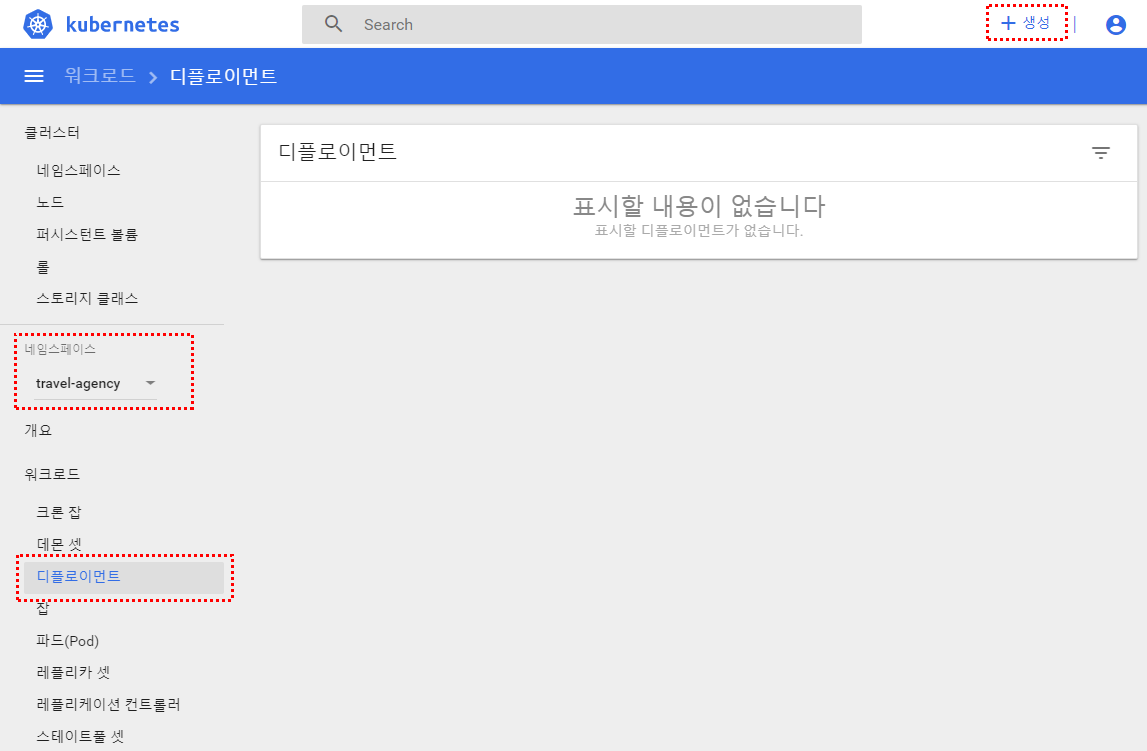 kubernetes
Search
생성
워크로드 > 디플로이먼트
클러스터
네임스페이스
노드
퍼시스턴트 볼륨
롤
스토리지 클래스
네임스페이스
travel-agency
개요
워크로드
크론 잡
데몬 셋
디플로이먼트
잡
파드(Pod)
레플리카 셋
레플리케이션 컨트롤러
스테이트풀 셋
디플로이먼트
표시할 내용이 없습니다
표시할 디플로이먼트가 없습니다.